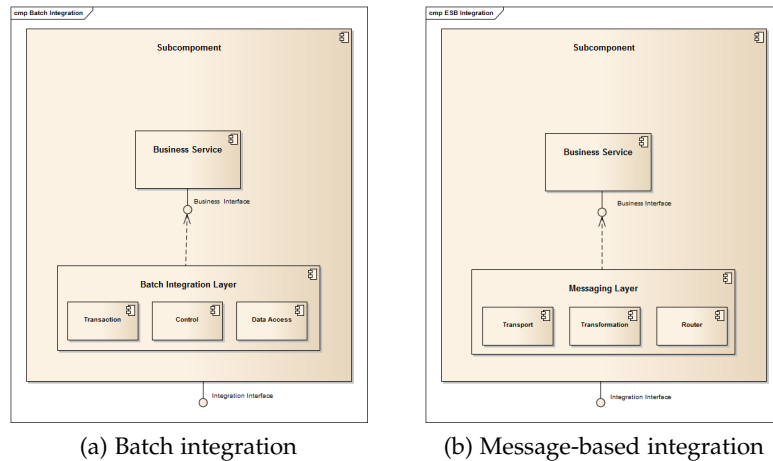 cmp Batch Integration
Subcompoment
Business Service
Business Interface
Batch Integration Layer
Transaction
Control
Data Access
Integration Interface
(a) Batch integration
cmp ESB Integration
Subcomponent
Business Service
Business Interface
Messaging Layer
Transport
Transformation
Router
Integration Interface
(b) Message-based integration